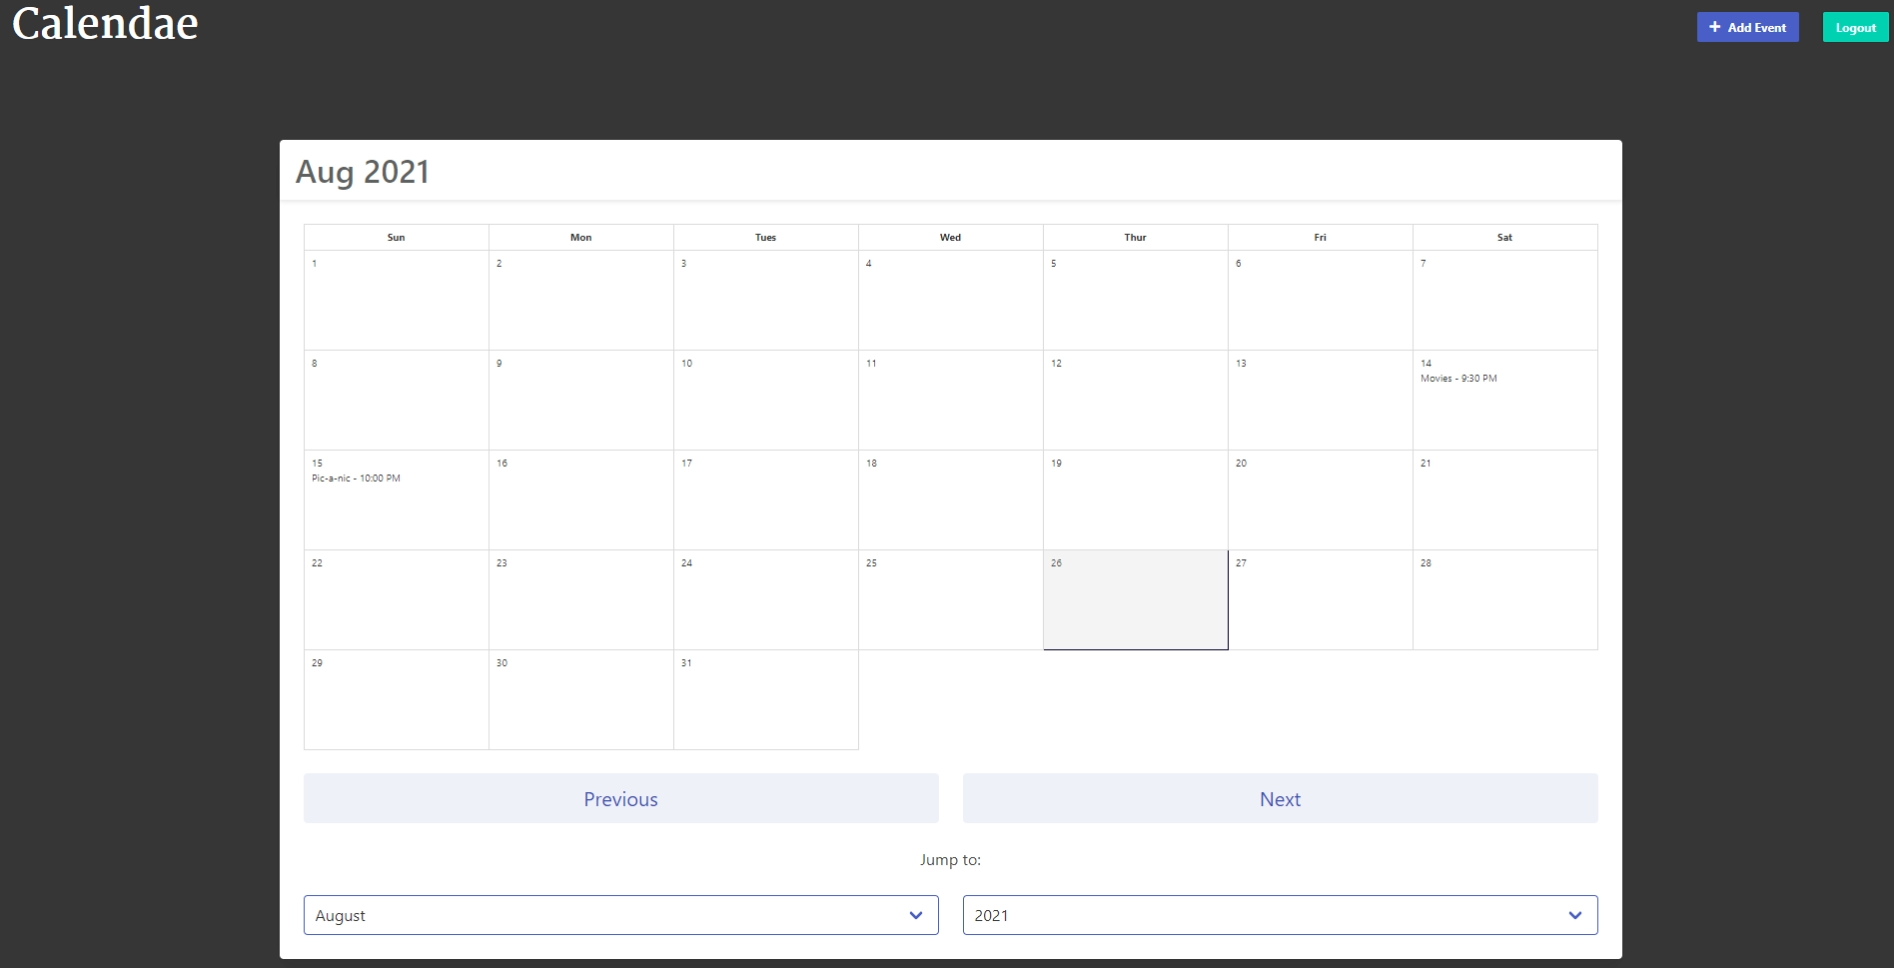 Calendae
+ Add Event
Logout
Aug 2021
Sun Mon Tues Wed Thur Fri Sat
1 2 3 4 5 6 7
8 9 10 11 12 13 14
Movies - 9:30 PM
15 16 17 18 19 20 21
Pic-a-nic - 10:00 PM
22 23 24 25 26 27 28
29 30 31
Previous Next
Jump to:
August 2021